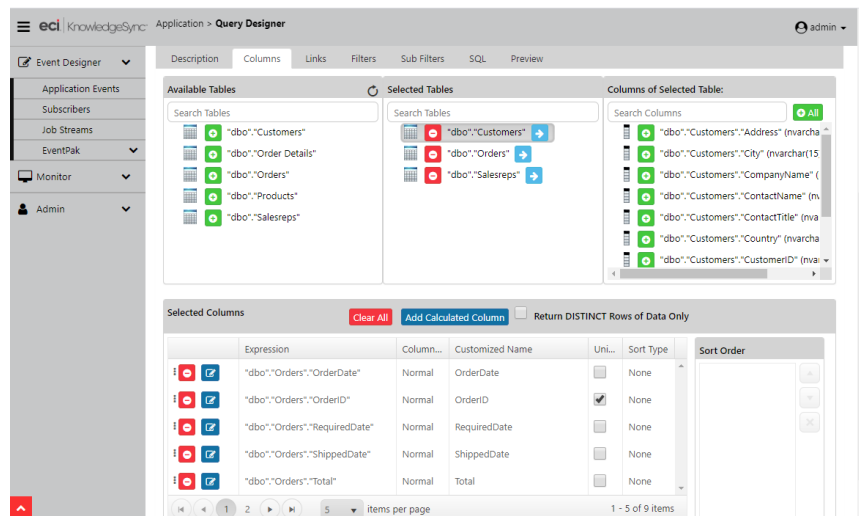 eci KnowledgeSync
Application > Query Designer
admin
Event Designer
Application Events
Subscribers
Job Streams
EventPak
Monitor
Admin
Description Columns Links Filters Sub Filters SQL Preview
Available Tables
Search Tables
"dbo"."Customers"
"dbo"."Order Details"
"dbo"."Orders"
"dbo"."Products"
"dbo"."Salesreps"
Selected Tables
Search Tables
"dbo"."Customers"
"dbo"."Orders"
"dbo"."Salesreps"
Columns of Selected Table:
Search Columns
All
"dbo"."Customers"."Address" (nvarcha
"dbo"."Customers"."City" (nvarchar(15
"dbo"."Customers"."CompanyName" (
"dbo"."Customers"."ContactName" (nv
"dbo"."Customers"."ContactTitle" (nva
"dbo"."Customers"."Country" (nvarcha
"dbo"."Customers"."CustomerID" (nva
Selected Columns
Clear All
Add Calculated Column
Return DISTINCT Rows of Data Only
Expression Column... Customized Name Uni... Sort Type
"dbo"."Orders"."OrderDate" Normal OrderDate None
"dbo"."Orders"."OrderID" Normal OrderID None
"dbo"."Orders"."RequiredDate" Normal RequiredDate None
"dbo"."Orders"."ShippedDate" Normal ShippedDate None
"dbo"."Orders"."Total" Normal Total None
1 2 5 items per page 1 - 5 of 9 items
Sort Order